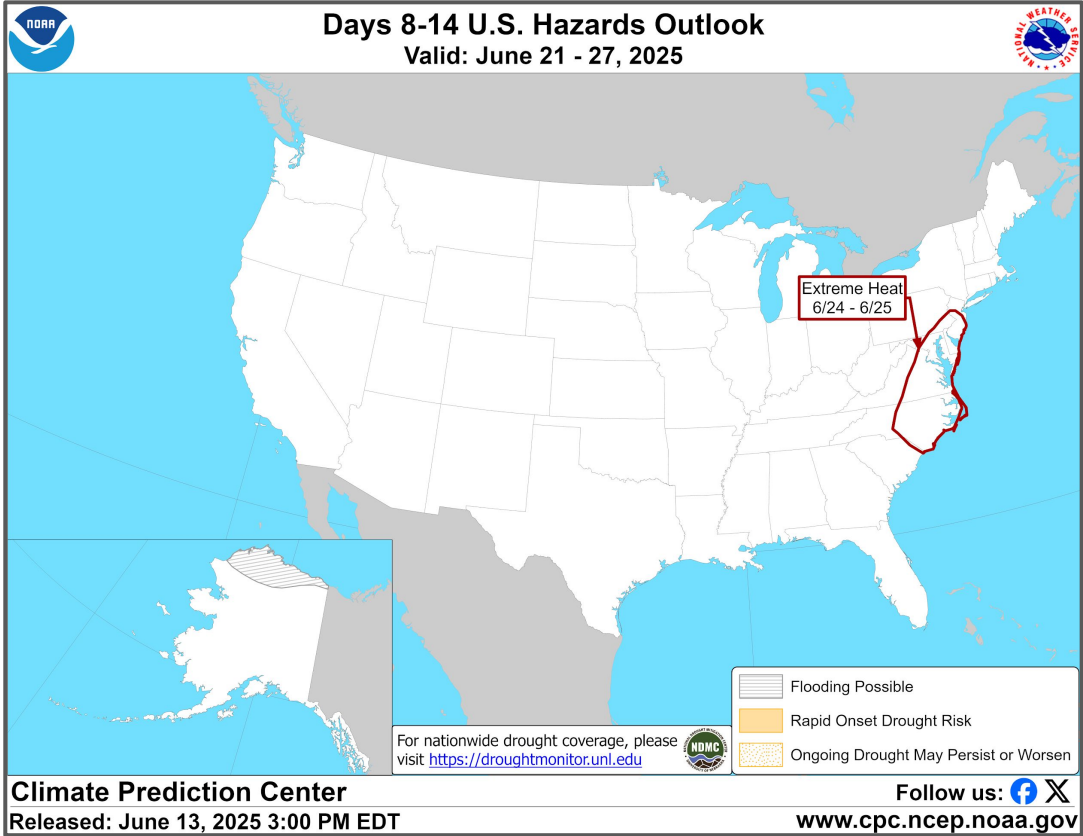 NOAA
Days 8-14 U.S. Hazards Outlook
Valid: June 21 - 27, 2025
NATIONAL WEATHER SERVICE
Extreme Heat
6/24 - 6/25
Flooding Possible
Rapid Onset Drought Risk
Ongoing Drought May Persist or Worsen
For nationwide drought coverage, please
visit https://droughtmonitor.unl.edu
NDMC
Climate Prediction Center
Released: June 13, 2025 3:00 PM EDT
Follow us:
www.cpc.ncep.noaa.gov